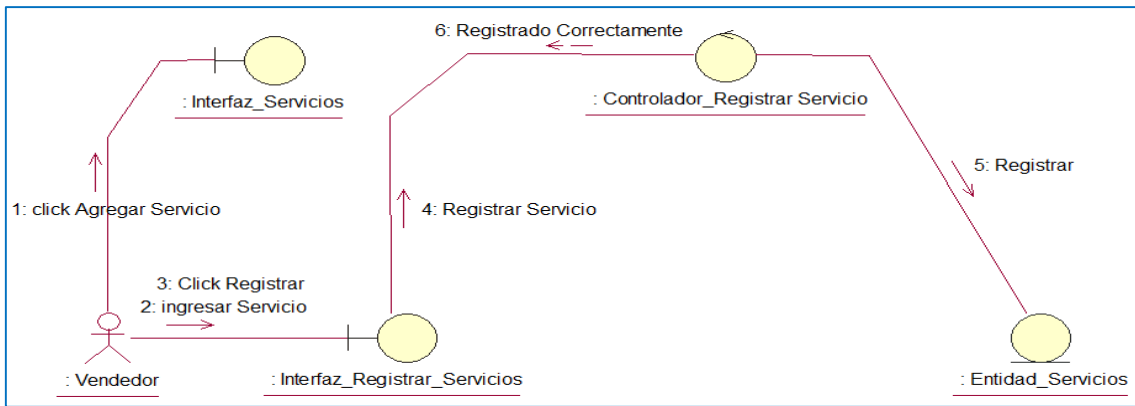 6: Registrado Correctamente
: Interfaz_Servicios
: Controlador_Registrar Servicio
5: Registrar
1: click Agregar Servicio
4: Registrar Servicio
3: Click Registrar
2: ingresar Servicio
: Vendedor
: Interfaz_Registrar_Servicios
: Entidad_Servicios